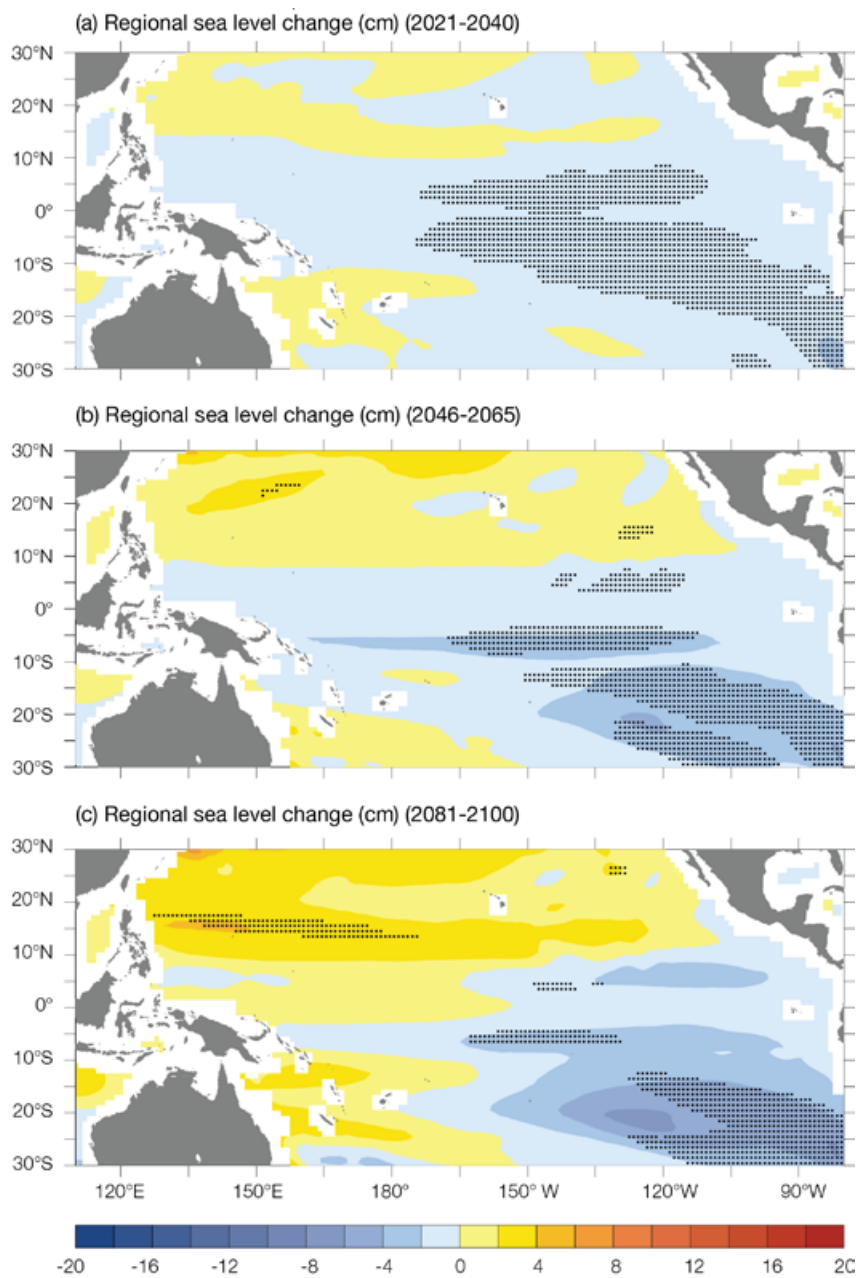 (a) Regional sea level change (cm) (2021-2040)
30°N
20°N
10°N
0°
10°S
20°S
30°S
(b) Regional sea level change (cm) (2046-2065)
30°N
20°N
10°N
0°
10°S
20°S
30°S
(c) Regional sea level change (cm) (2081-2100)
30°N
20°N
10°N
0°
10°S
20°S
30°S
120°E 150°E 180° 150° W 120°W 90°W
-20 -16 -12 -8 -4 0 4 8 12 16 20